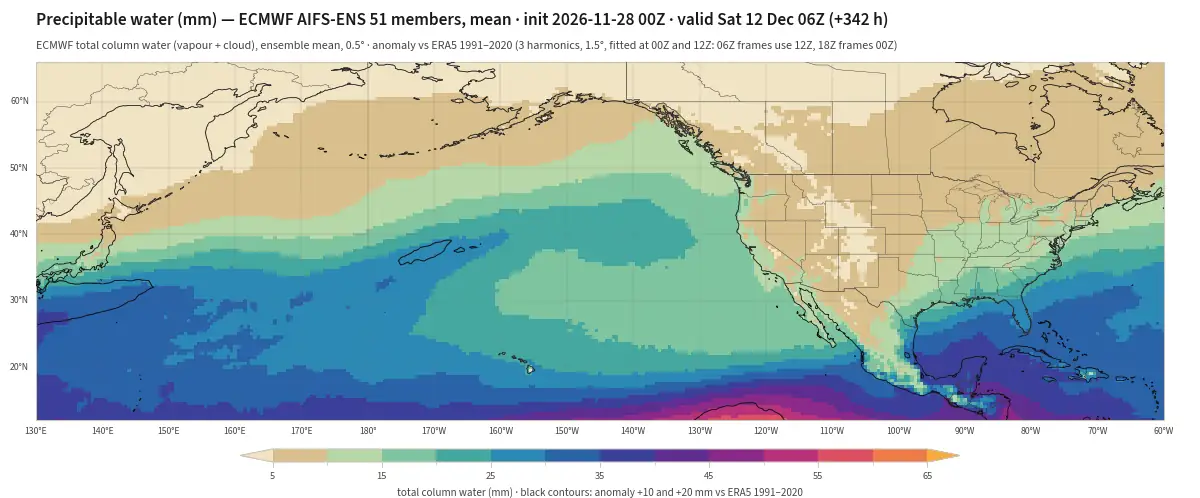 Precipitable water (mm) — ECMWF AIFS-ENS 51 members, mean · init 2026-11-28 00Z · valid Sat 12 Dec 06Z (+342 h)
ECMWF total column water (vapour + cloud), ensemble mean, 0.5° · anomaly vs ERA5 1991–2020 (3 harmonics, 1.5°, fitted at 00Z and 12Z: 06Z frames use 12Z, 18Z frames 00Z)
60°N
50°N
40°N
30°N
20°N
130°E 140°E 150°E 160°E 170°E 180° 170°W 160°W 150°W 140°W 130°W 120°W 110°W 100°W 90°W 80°W 70°W 60°W
5 15 25 35 45 55 65
total column water (mm) · black contours: anomaly +10 and +20 mm vs ERA5 1991–2020